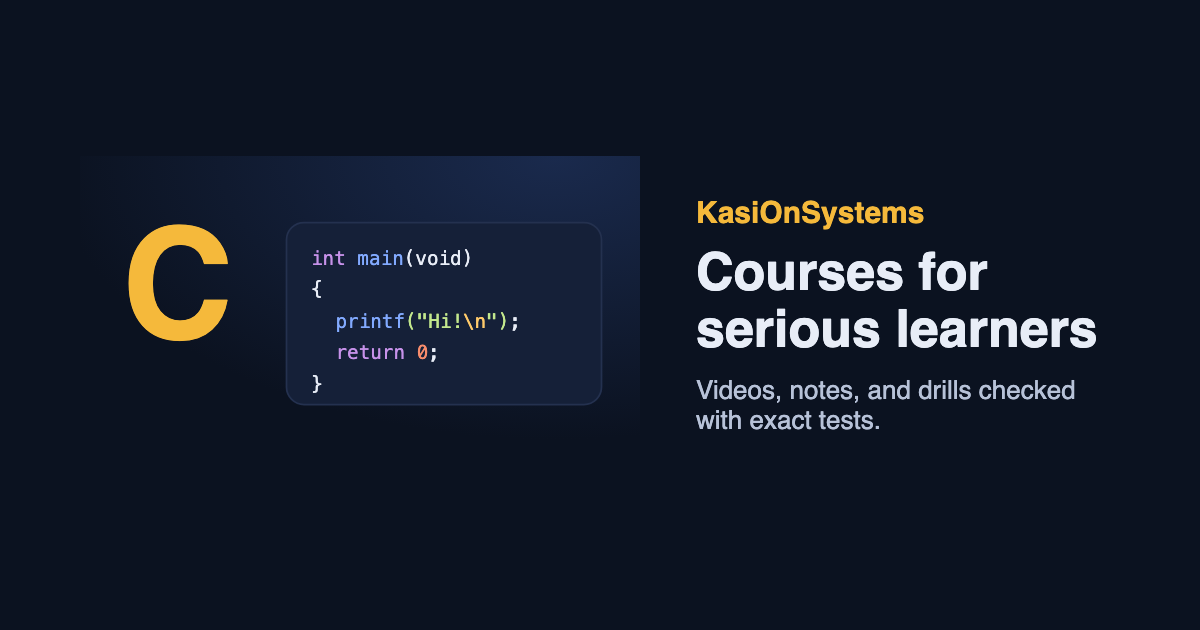 C
int main(void)
{
printf("Hi!\n");
return 0;
}
KasiOnSystems
Courses for
serious learners
Videos, notes, and drills checked
with exact tests.